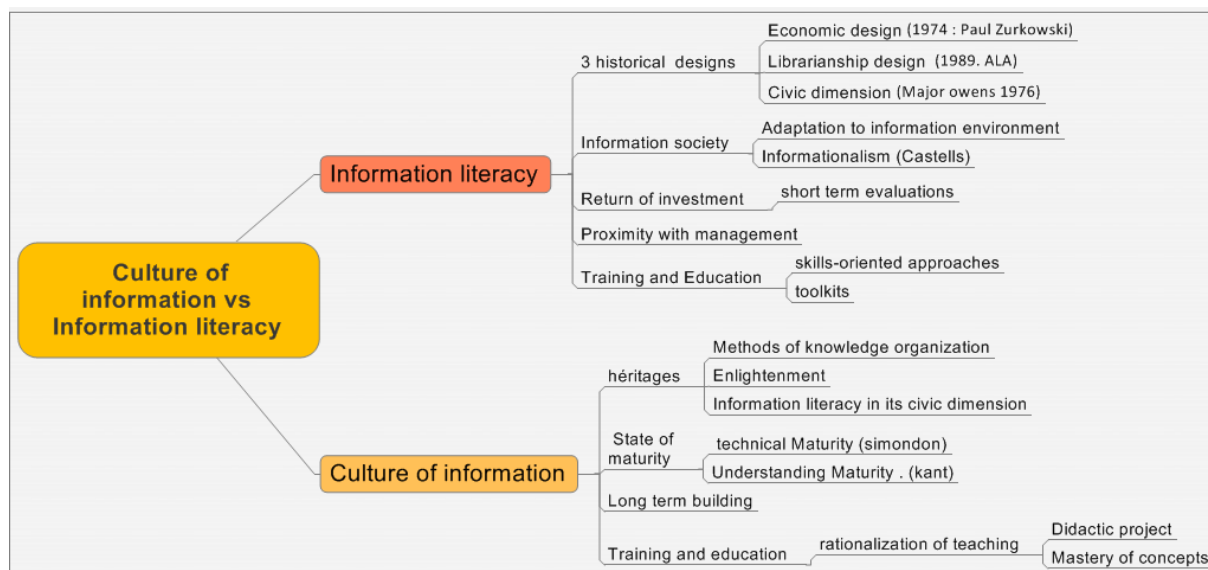 Culture of
information vs
Information literacy
Information literacy
3 historical designs
Economic design (1974 : Paul Zurkowski)
Librarianship design (1989. ALA)
Civic dimension (Major owens 1976)
Information society
Adaptation to information environment
Informationalism (Castells)
Return of investment
short term evaluations
Proximity with management
Training and Education
skills-oriented approaches
toolkits
Culture of information
héritages
Methods of knowledge organization
Enlightenment
Information literacy in its civic dimension
State of
maturity
technical Maturity (simondon)
Understanding Maturity . (kant)
Long term building
Training and education
rationalization of teaching
Didactic project
Mastery of concepts